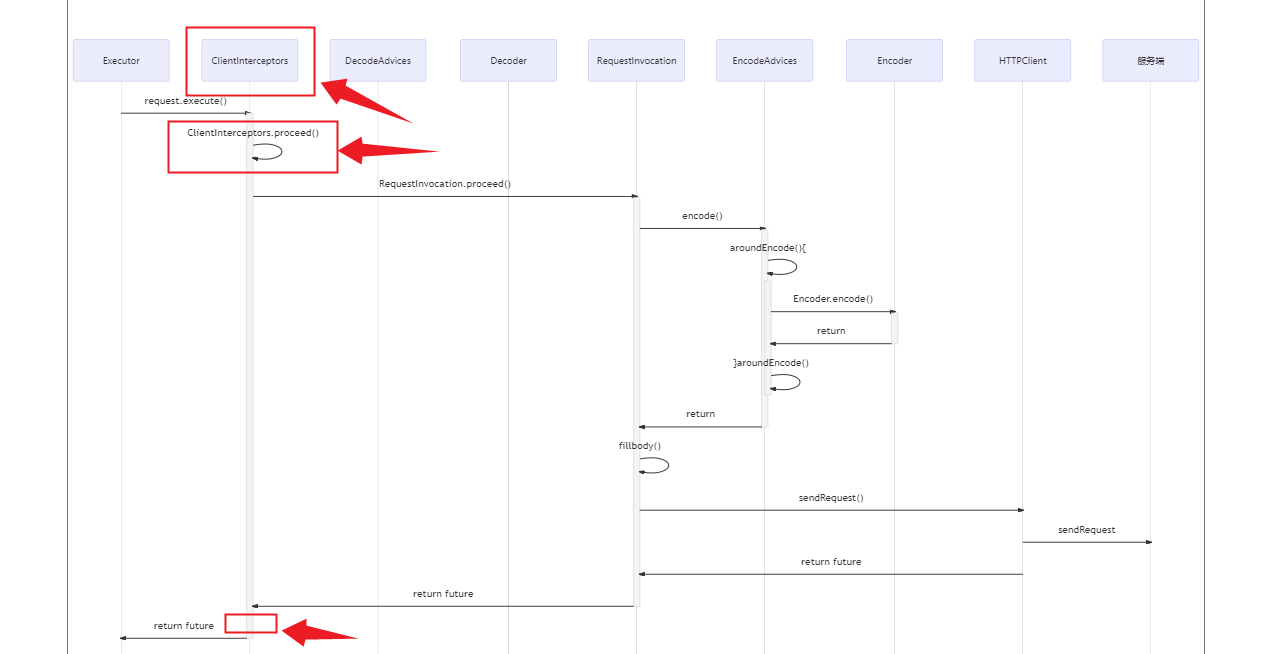 Executor
ClientInterceptors
DecodeAdvices
Decoder
RequestInvocation
EncodeAdvices
Encoder
HTTPClient
服务端
request.execute()
ClientInterceptors.proceed()
RequestInvocation.proceed()
encode()
aroundEncode(){
Encoder.encode()
return
}aroundEncode()
return
fillbody()
sendRequest()
sendRequest
return future
return future
return future